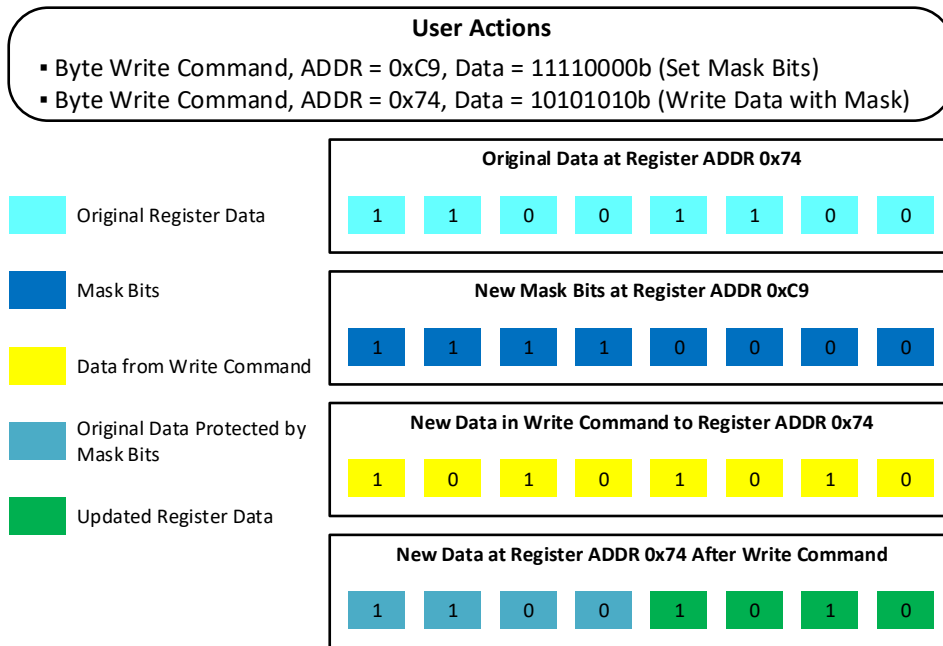 User Actions
▪ Byte Write Command, ADDR = 0xC9, Data = 11110000b (Set Mask Bits)
▪ Byte Write Command, ADDR = 0x74, Data = 10101010b (Write Data with Mask)
Original Register Data
Mask Bits
Data from Write Command
Original Data Protected by
Mask Bits
Updated Register Data
Original Data at Register ADDR 0x74
1 1 0 0 1 1 0 0
New Mask Bits at Register ADDR 0xC9
1 1 1 1 0 0 0 0
New Data in Write Command to Register ADDR 0x74
1 0 1 0 1 0 1 0
New Data at Register ADDR 0x74 After Write Command
1 1 0 0 1 0 1 0